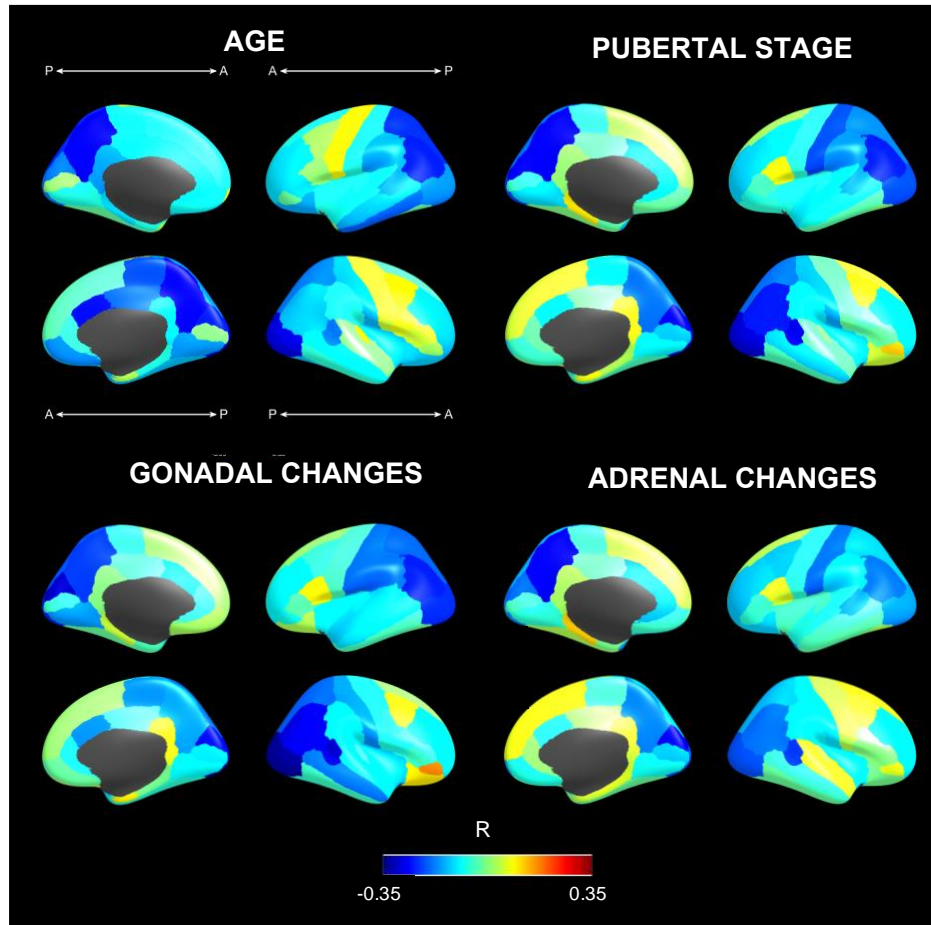 AGE
PUBERTAL STAGE
P A A P
A P P A
GONADAL CHANGES
ADRENAL CHANGES
R
-0.35 0.35